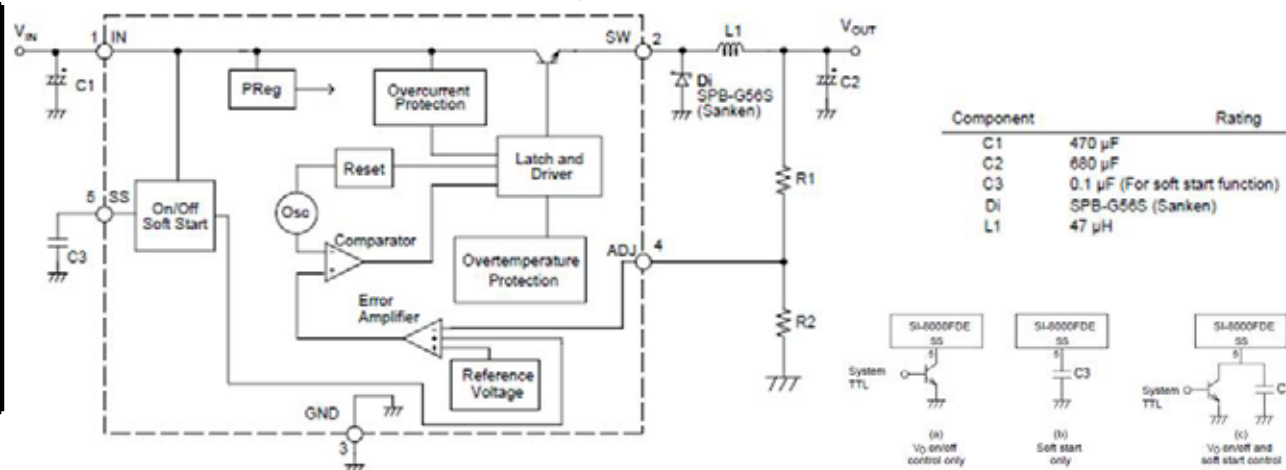 VIN
1
IN
SW
2
L1
VOUT
C1
PReg
Overcurrent
Protection
Di
SPB-G56S
(Sanken)
C2
Component Rating
C1 470 µF
C2 680 µF
C3 0.1 µF (For soft start function)
Di SPB-G56S (Sanken)
L1 47 µH
Reset
Latch and
Driver
R1
5
SS
On/Off
Soft Start
Osc
Comparator
ADJ
4
C3
Overtemperature
Protection
Error
Amplifier
R2
Reference
Voltage
GND
3
SI-8000FDE
SS
5
System
TTL
(a)
VO on/off
control only
SI-8000FDE
SS
5
C3
(b)
Soft start
only
SI-8000FDE
SS
5
System
TTL
(c)
VO on/off and
soft start control